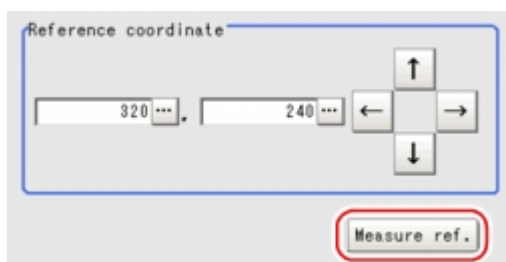 Reference coordinate
320 ... , 240 ...
Measure ref.